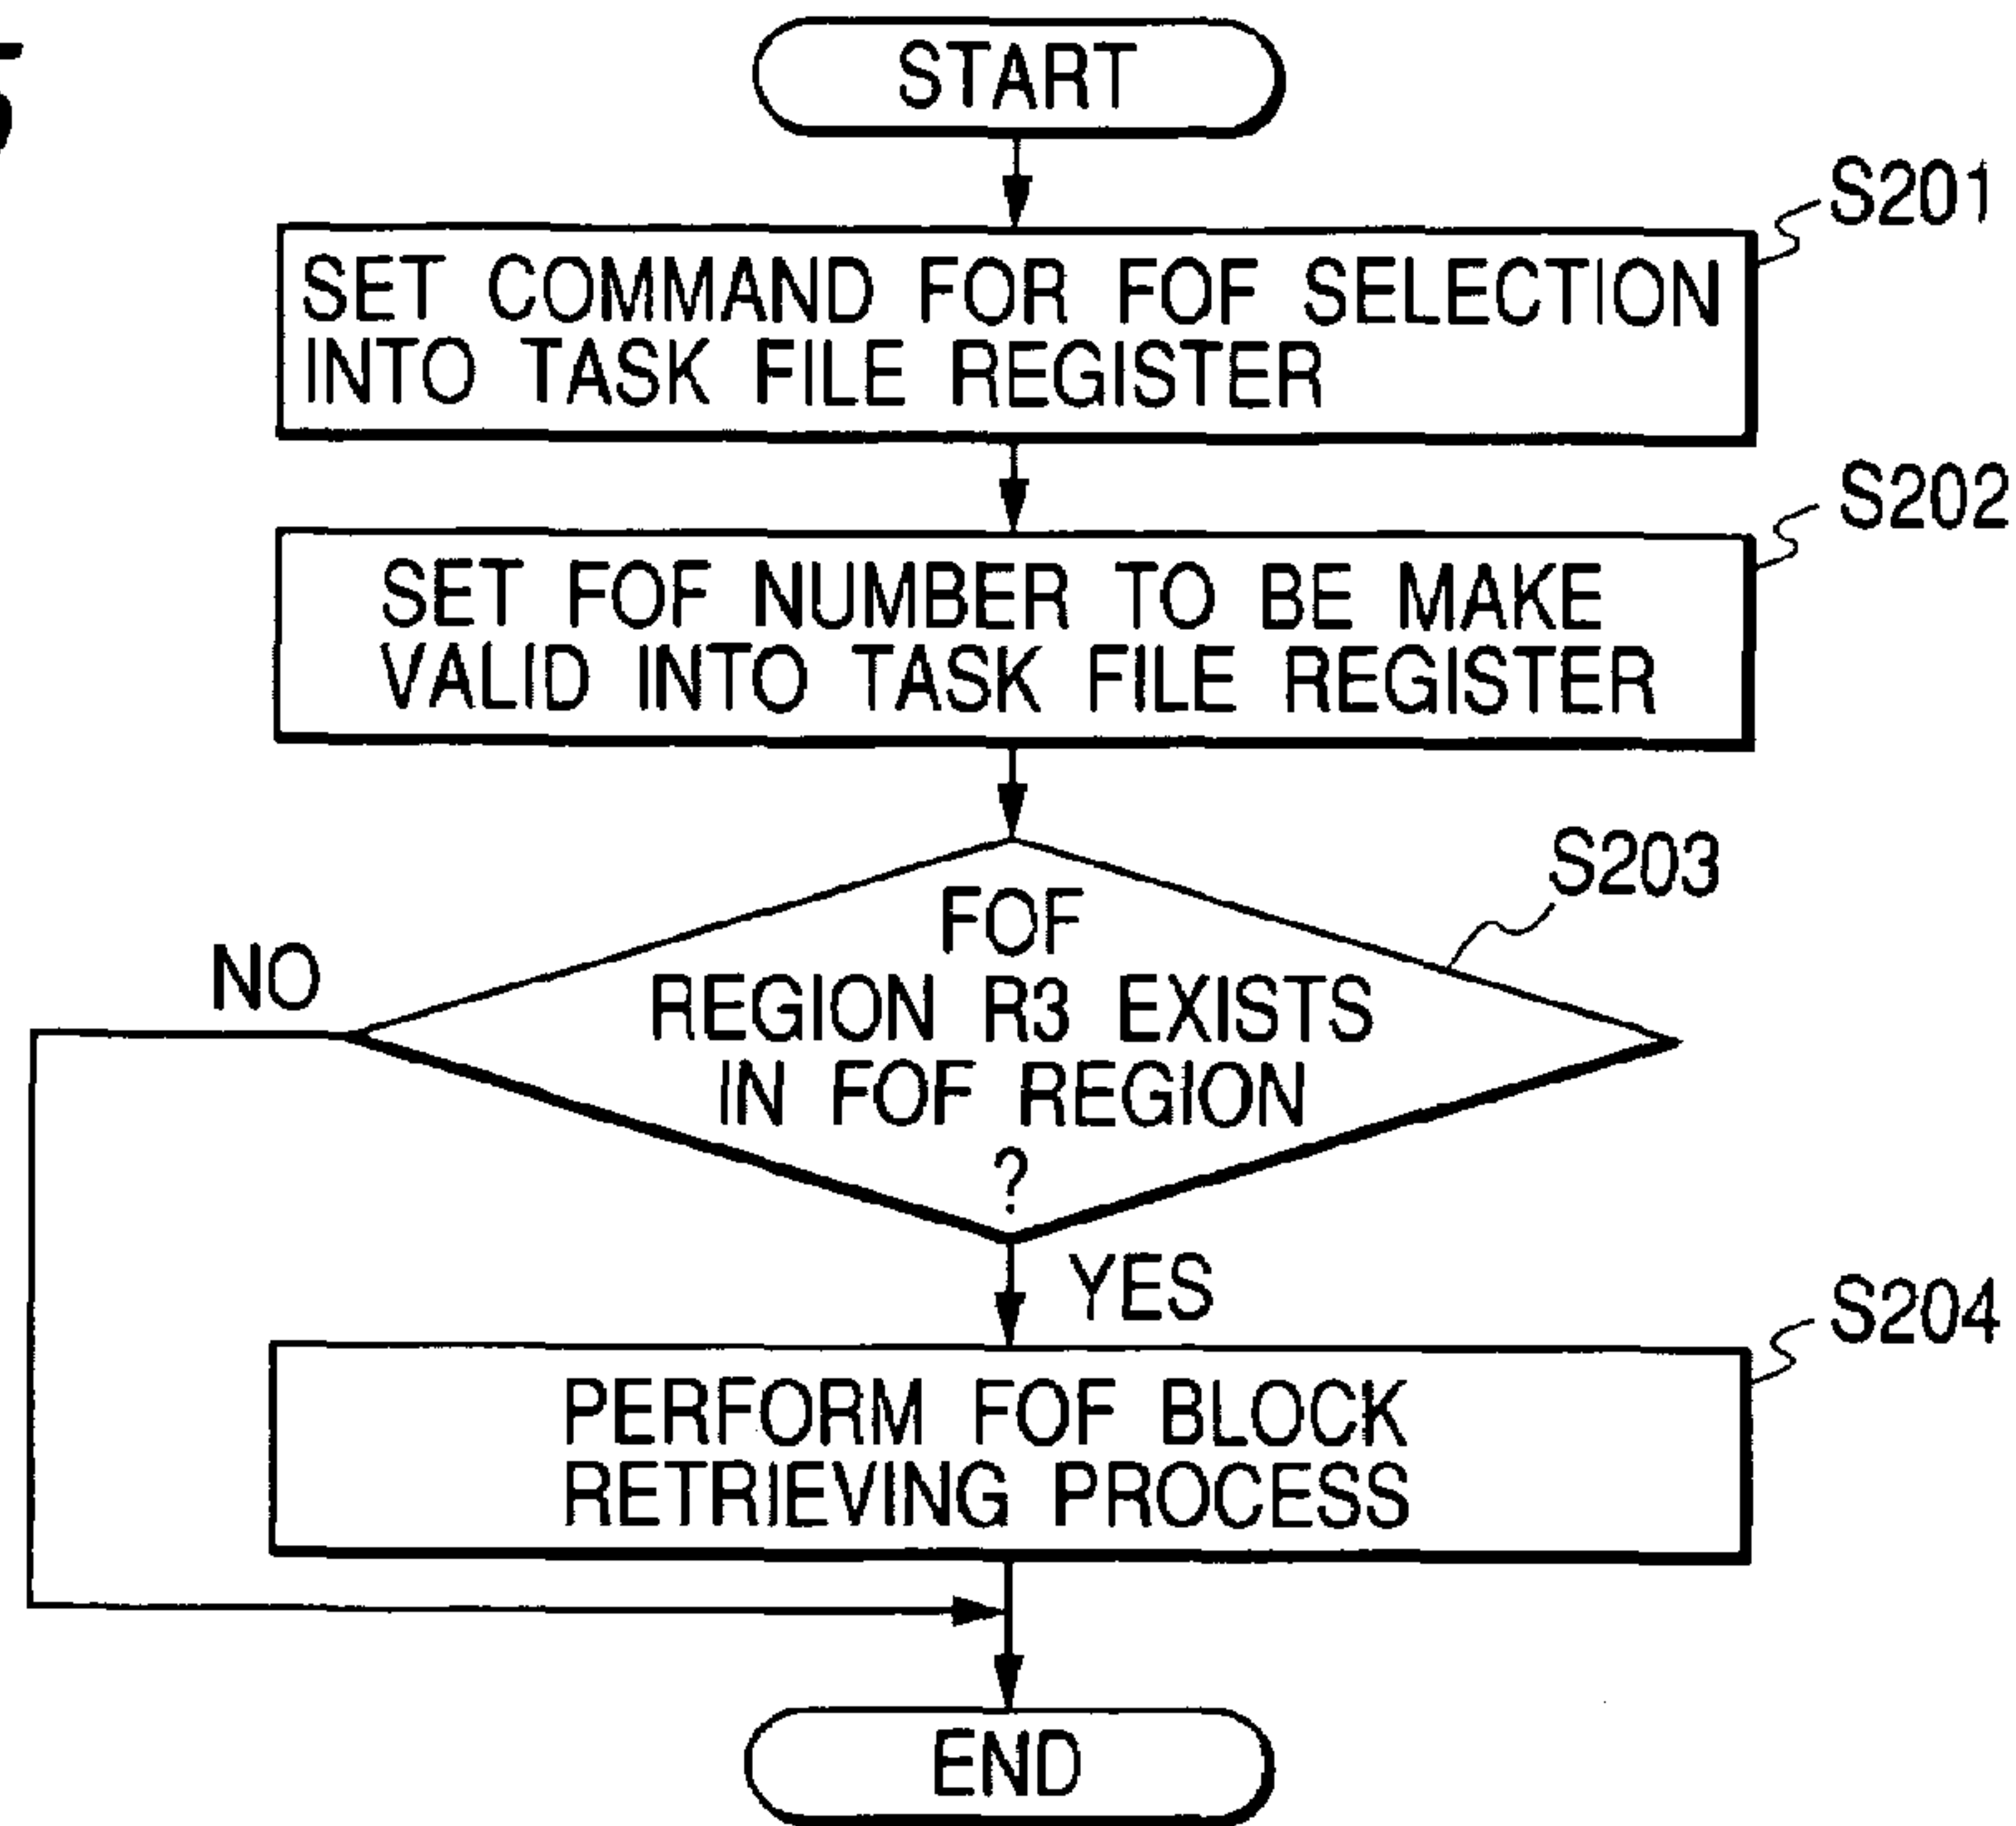 START
S201
SET COMMAND FOR FOF SELECTION
INTO TASK FILE REGISTER
S202
SET FOF NUMBER TO BE MAKE
VALID INTO TASK FILE REGISTER
S203
FOF
REGION R3 EXISTS
IN FOF REGION
?
NO
YES
S204
PERFORM FOF BLOCK
RETRIEVING PROCESS
END